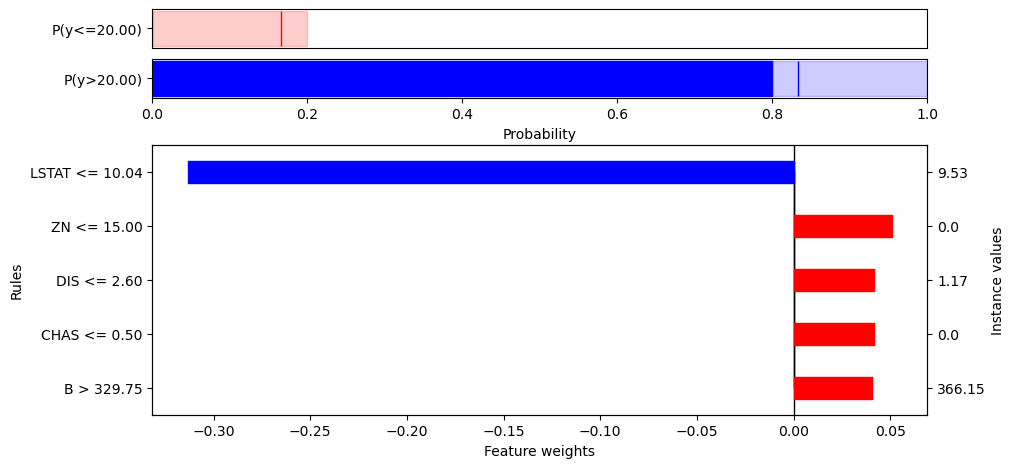 P(y<=20.00)
P(y>20.00)
0.0 0.2 0.4 0.6 0.8 1.0
Probability
LSTAT <= 10.04 9.53
ZN <= 15.00 0.0
DIS <= 2.60 1.17
CHAS <= 0.50 0.0
B > 329.75 366.15
Rules
Instance values
−0.30 −0.25 −0.20 −0.15 −0.10 −0.05 0.00 0.05
Feature weights